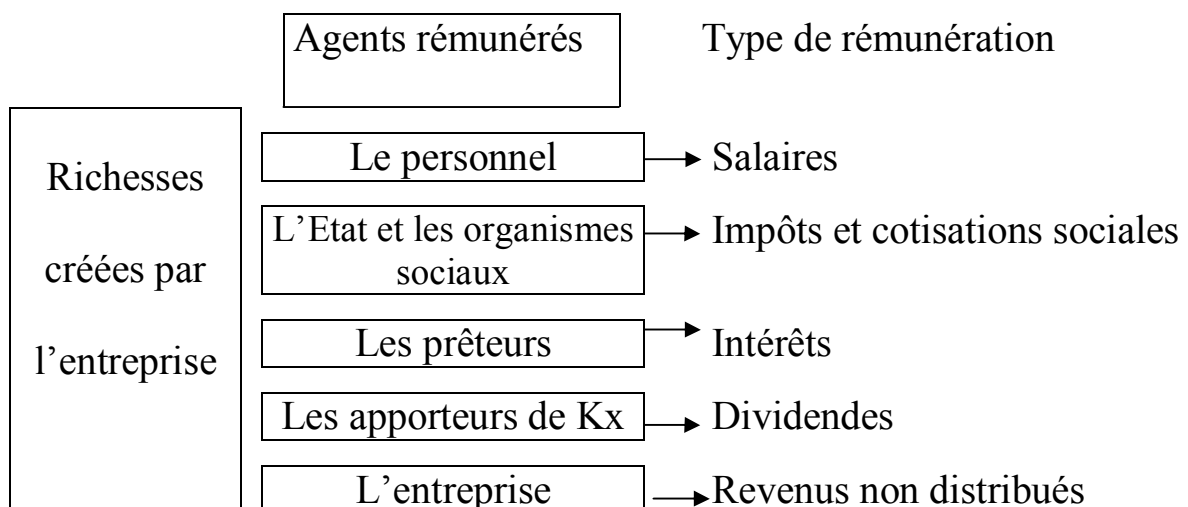 Agents rémunérés Type de rémunération
Richesses
créées par
l’entreprise
Le personnel Salaires
L’Etat et les organismes
sociaux
Impôts et cotisations sociales
Les prêteurs Intérêts
Les apporteurs de Kx Dividendes
L’entreprise Revenus non distribués